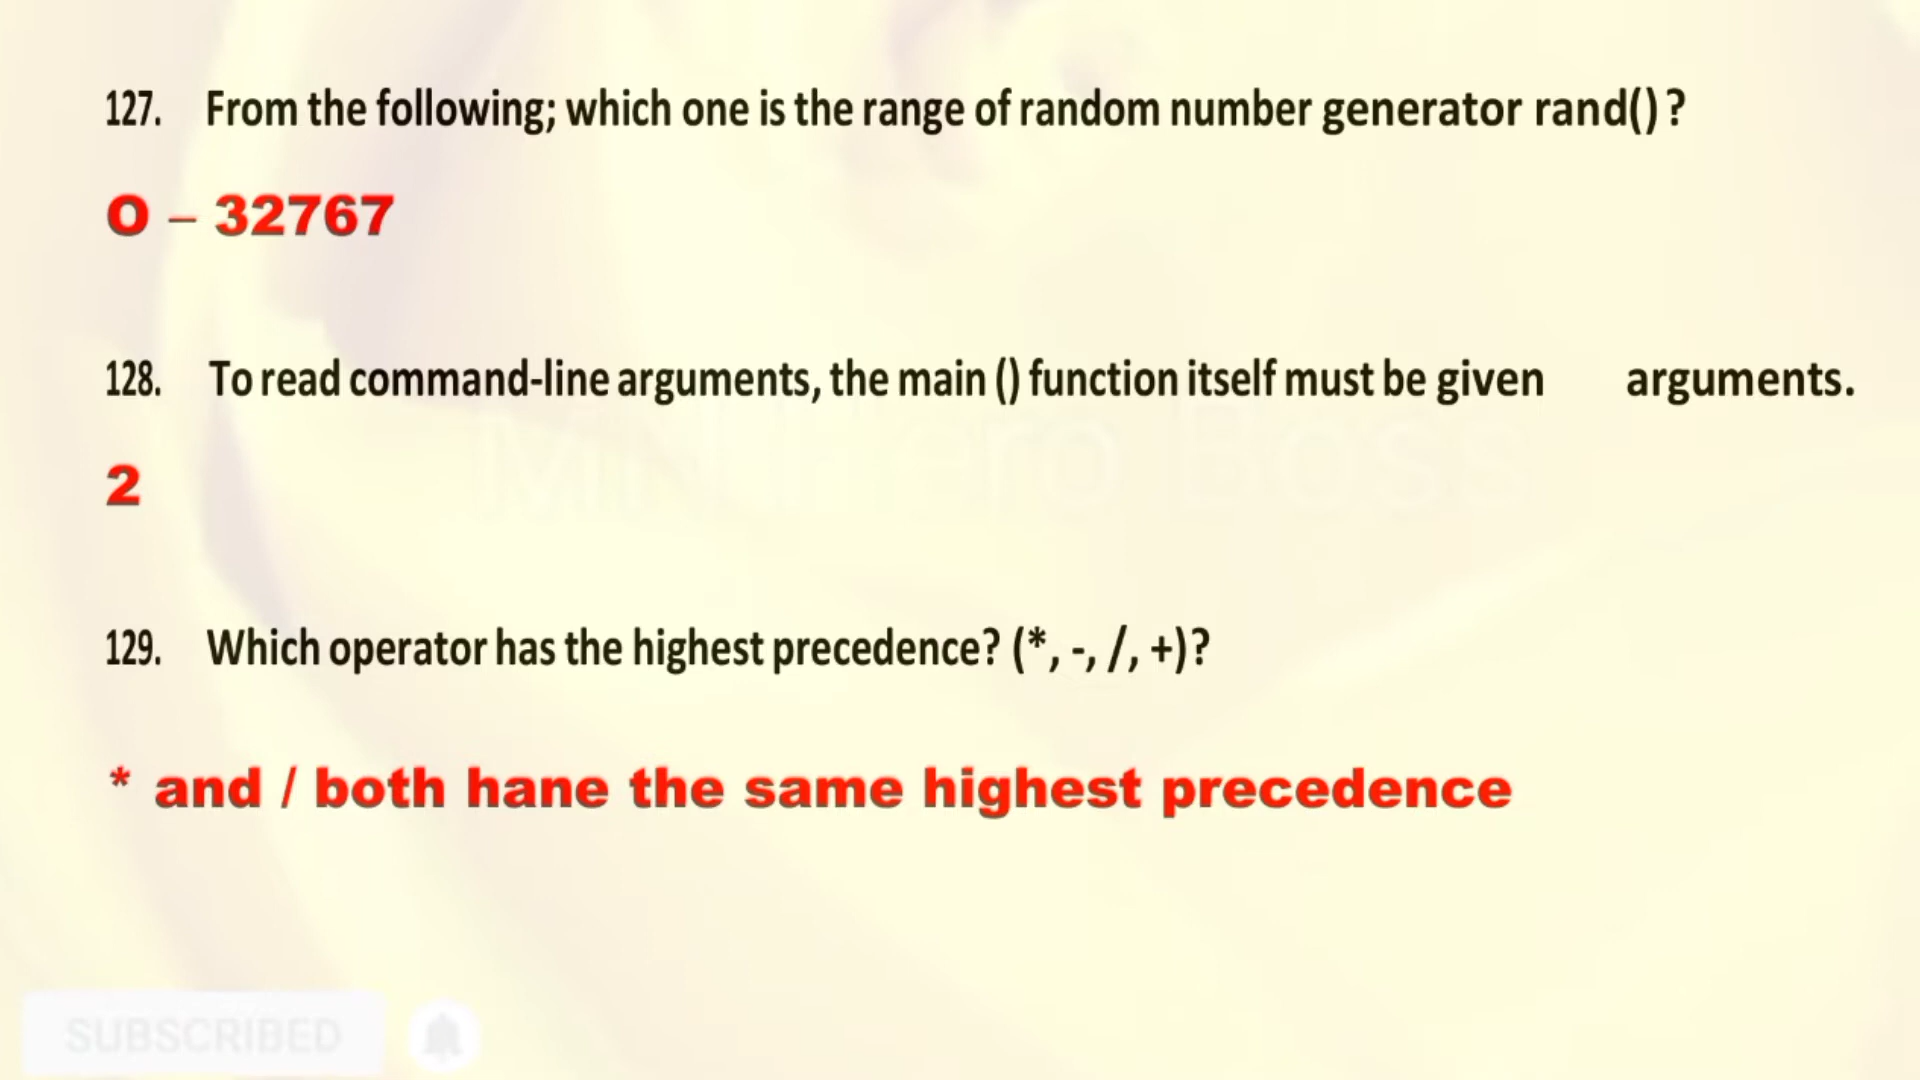 127. From the following; which one is the range of random number generator rand() ?
O – 32767
128. To read command-line arguments, the main () function itself must be given arguments.
2
129. Which operator has the highest precedence? (*, -, /, +)?
* and / both hane the same highest precedence
SUBSCRIBED